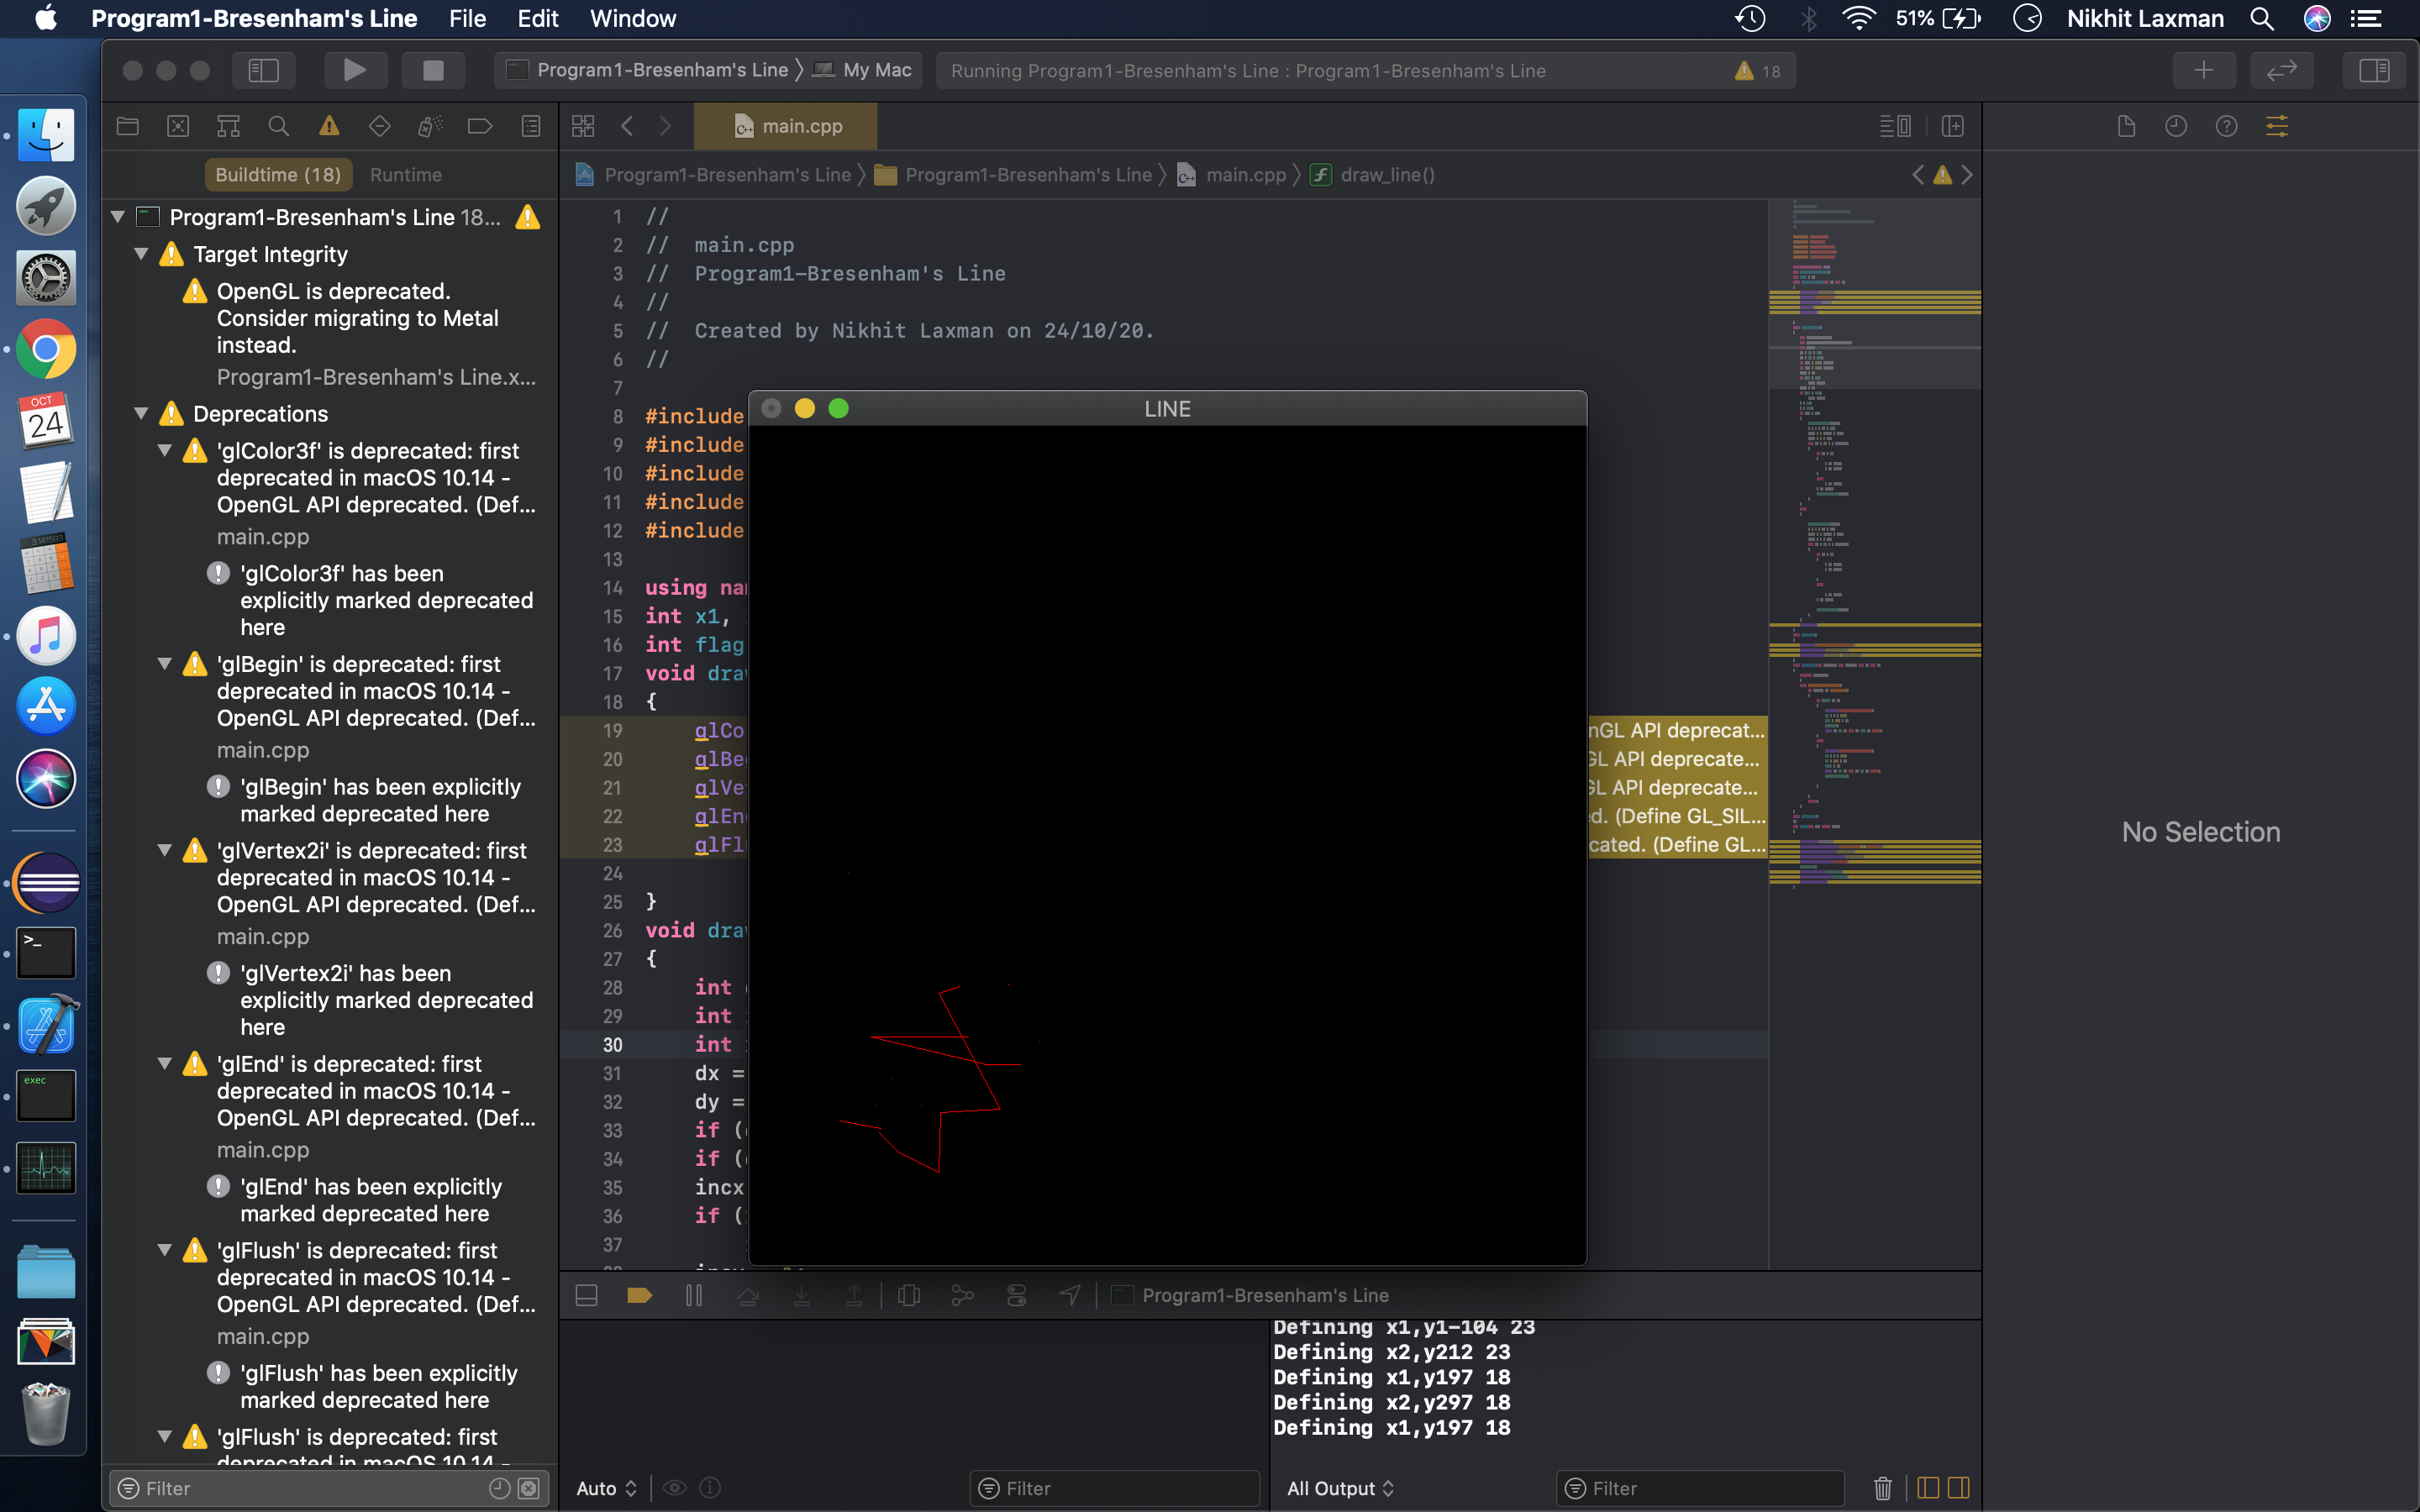 Program1-Bresenham's Line File Edit Window 51% Nikhit Laxman
Program1-Bresenham's Line My Mac Running Program1-Bresenham's Line : Program1-Bresenham's Line 18
main.cpp
Buildtime (18) Runtime
Program1-Bresenham's Line main.cpp draw_line()
Program1-Bresenham's Line 18...
Target Integrity
OpenGL is deprecated.
Consider migrating to Metal
instead.
Program1-Bresenham's Line.x...
Deprecations
'glColor3f' is deprecated: first
deprecated in macOS 10.14 -
OpenGL API deprecated. (Def...
main.cpp
'glColor3f' has been
explicitly marked deprecated
here
'glBegin' is deprecated: first
deprecated in macOS 10.14 -
OpenGL API deprecated. (Def...
main.cpp
'glBegin' has been explicitly
marked deprecated here
'glVertex2i' is deprecated: first
deprecated in macOS 10.14 -
OpenGL API deprecated. (Def...
main.cpp
'glVertex2i' has been
explicitly marked deprecated
here
'glEnd' is deprecated: first
deprecated in macOS 10.14 -
OpenGL API deprecated. (Def...
main.cpp
'glEnd' has been explicitly
marked deprecated here
'glFlush' is deprecated: first
deprecated in macOS 10.14 -
OpenGL API deprecated. (Def...
main.cpp
'glFlush' has been explicitly
marked deprecated here
'glFlush' is deprecated: first
deprecated in macOS 10.14 -
Filter
1 //
2 // main.cpp
3 // Program1-Bresenham's Line
4 //
5 // Created by Nikhit Laxman on 24/10/20.
6 //
7
8 #include
9 #include
10 #include
11 #include
12 #include
13
14 using
15 int x1,
16 int flag
17 void
18 {
19 nGL API deprecat...
20 GL API deprecate...
21 GL API deprecate...
22 ed. (Define GL_SIL...
23 cated. (Define GL...
24
25 }
26 void
27 {
28 int
29 int
30 int
31 dx =
32 dy =
33 if (
34 if (
35 incx
36 if (
37
LINE
Program1-Bresenham's Line
Defining x1,y1-104 23
Defining x2,y212 23
Defining x1,y197 18
Defining x2,y297 18
Defining x1,y197 18
Auto Filter All Output Filter
No Selection
OCT
24
3.141593
>_
exec